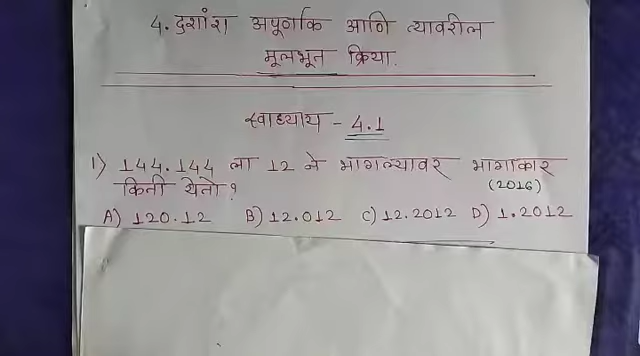 4. दशांश अपूर्णांक आणि त्यावरील
मूलभूत क्रिया.
स्वाध्याय - 4.1
1) 144.144 ला 12 ने भागल्यावर भागाकार
किती येतो? (2016)
A) 120.12 B) 12.012 C) 12.2012 D) 1.2012